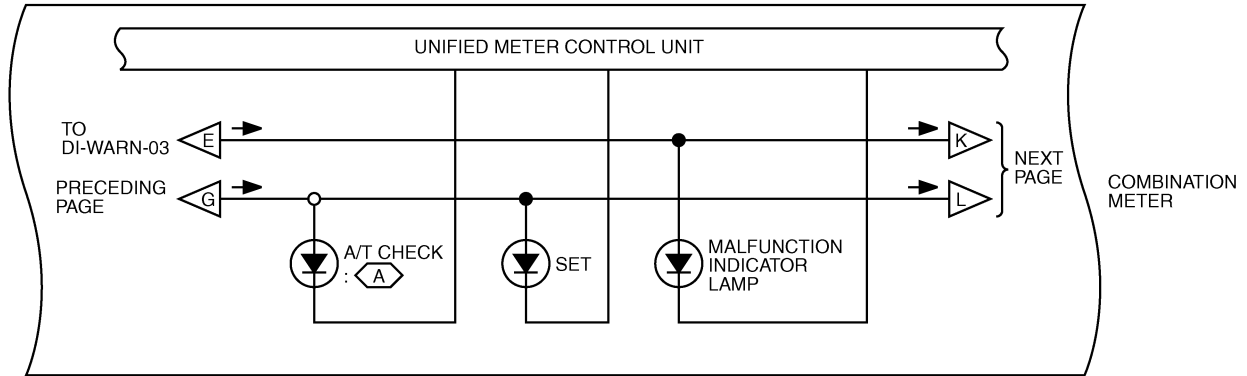 UNIFIED METER CONTROL UNIT
TO
DI-WARN-03
E
K
PRECEDING
PAGE
G
L
NEXT
PAGE
COMBINATION
METER
A/T CHECK
: A
SET
MALFUNCTION
INDICATOR
LAMP